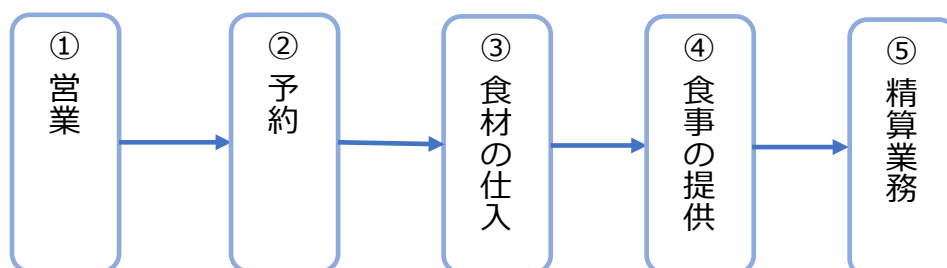 ①営業
②予約
③食材の仕入
④食事の提供
⑤精算業務